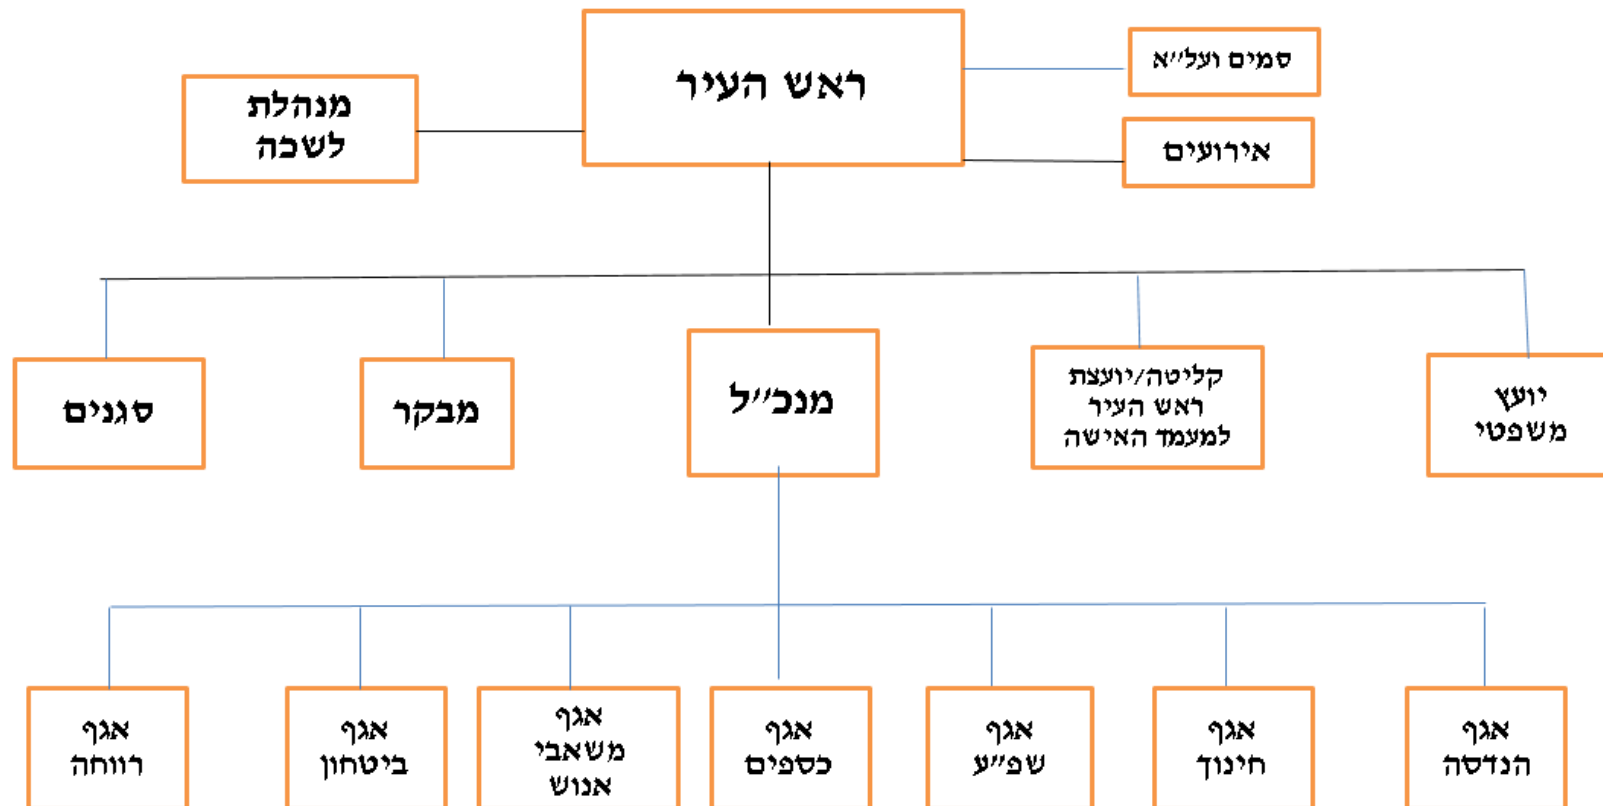 ראש העיר
סמים ועל״א
אירועים
מנהלת
לשכה
יועץ
משפטי
קליטה/יועצת
ראש העיר
למעמד האישה
מנכ״ל
מבקר
סגנים
אגף
הנדסה
אגף
חינוך
אגף
שפ״ע
אגף
כספים
אגף
משאבי
אנוש
אגף
ביטחון
אגף
רווחה